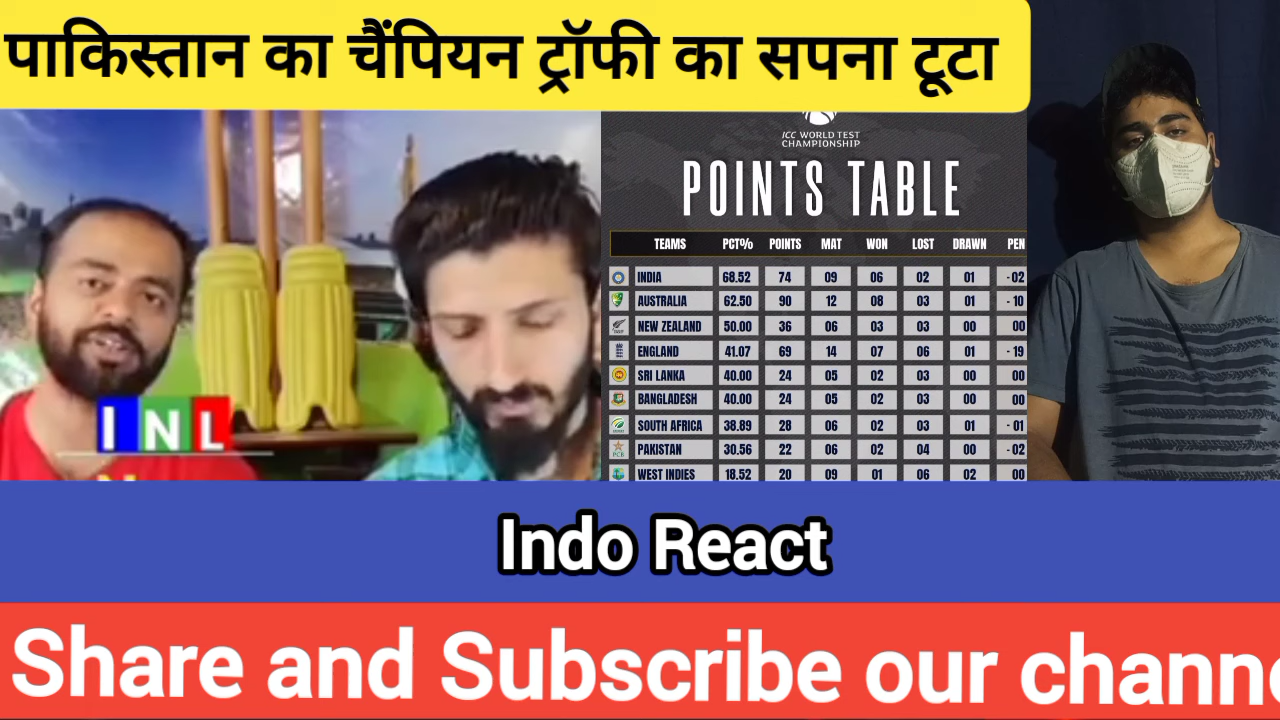 पाकिस्तान का चैंपियन ट्रॉफी का सपना टूटा
ICC WORLD TEST
CHAMPIONSHIP
POINTS TABLE
TEAMS PCT% POINTS MAT WON LOST DRAWN PEN
INDIA 68.52 74 09 06 02 01 - 02
AUSTRALIA 62.50 90 12 08 03 01 - 10
NEW ZEALAND 50.00 36 06 03 03 00 00
ENGLAND 41.07 69 14 07 06 01 - 19
SRI LANKA 40.00 24 05 02 03 00 00
BANGLADESH 40.00 24 05 02 03 00 00
SOUTH AFRICA 38.89 28 06 02 03 01 - 01
PAKISTAN 30.56 22 06 02 04 00 - 02
WEST INDIES 18.52 20 09 01 06 02 00
INL
Indo React
Share and Subscribe our channe